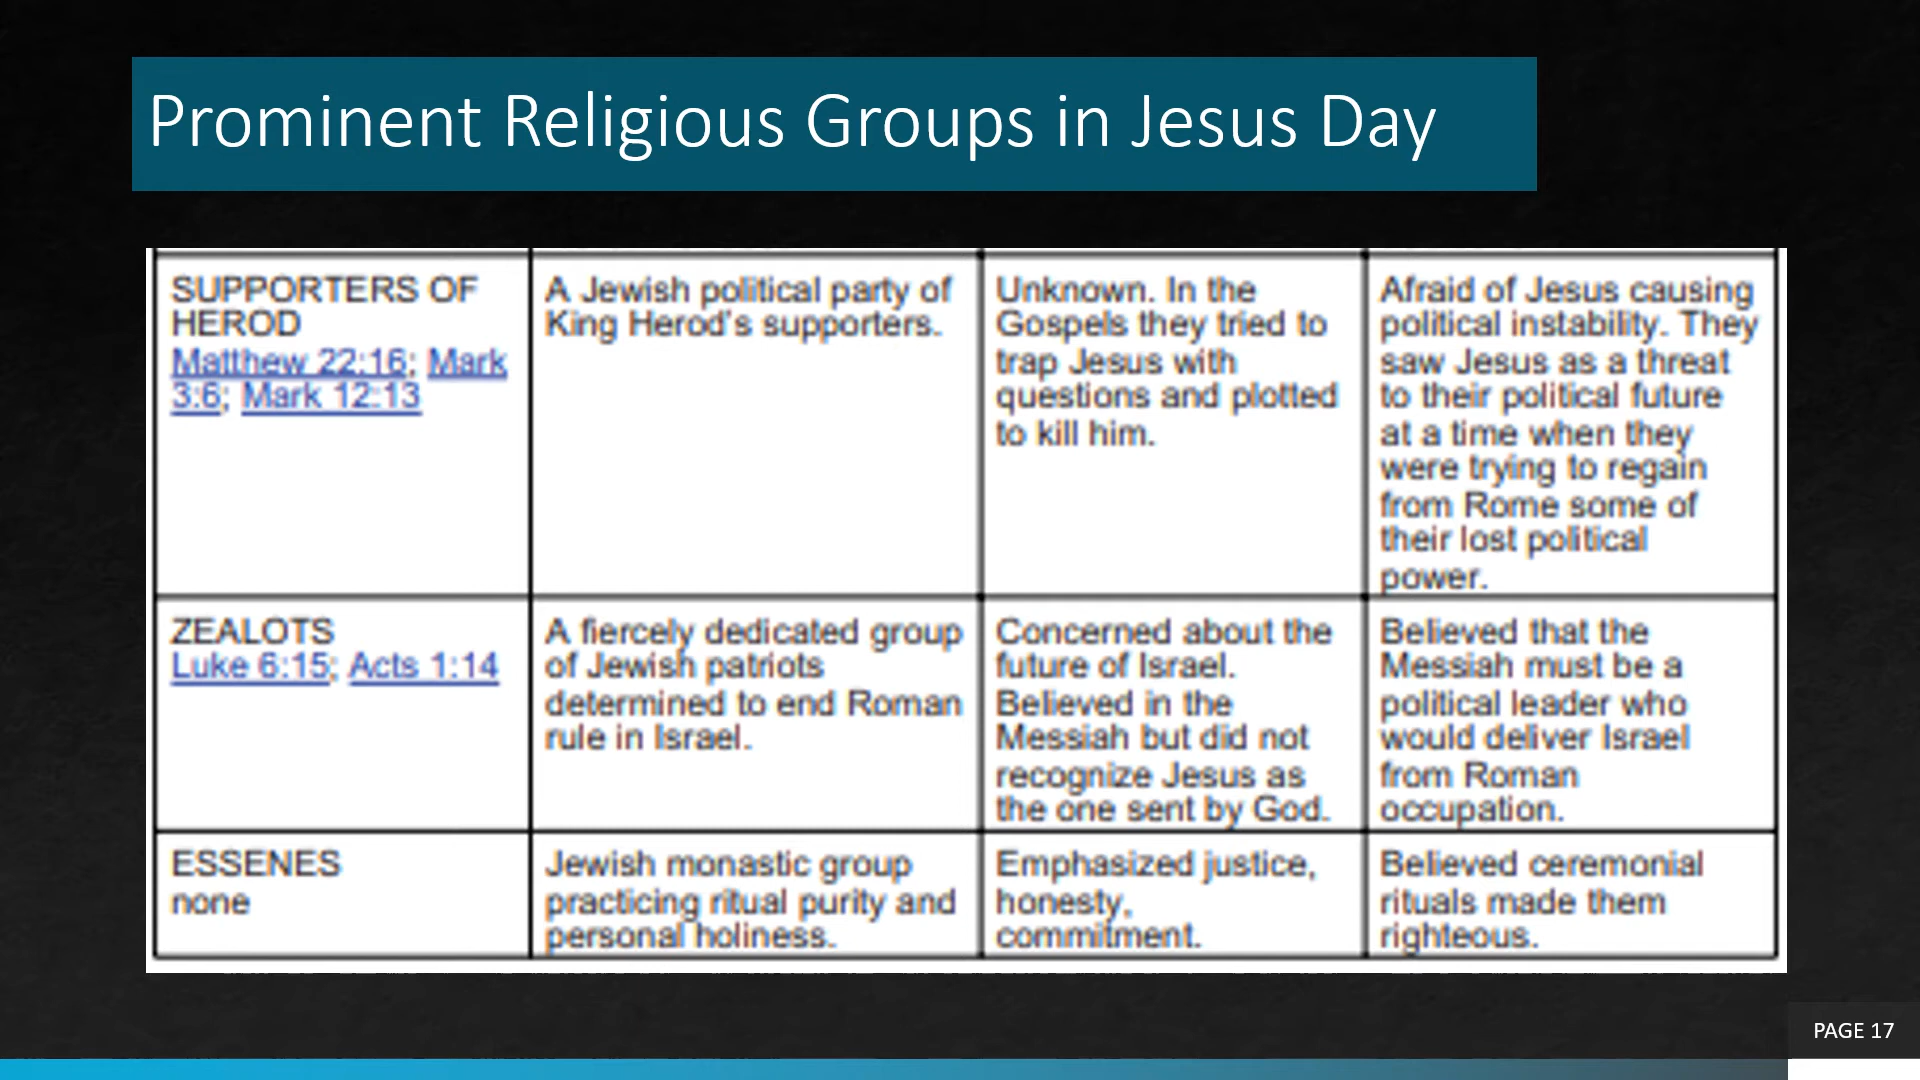 Prominent Religious Groups in Jesus Day
SUPPORTERS OF
HEROD
Matthew 22:16; Mark
3:6; Mark 12:13
A Jewish political party of
King Herod's supporters.
Unknown. In the
Gospels they tried to
trap Jesus with
questions and plotted
to kill him.
Afraid of Jesus causing
political instability. They
saw Jesus as a threat
to their political future
at a time when they
were trying to regain
from Rome some of
their lost political
power.
ZEALOTS
Luke 6:15; Acts 1:14
A fiercely dedicated group
of Jewish patriots
determined to end Roman
rule in Israel.
Concerned about the
future of Israel.
Believed in the
Messiah but did not
recognize Jesus as
the one sent by God.
Believed that the
Messiah must be a
political leader who
would deliver Israel
from Roman
occupation.
ESSENES
none
Jewish monastic group
practicing ritual purity and
personal holiness.
Emphasized justice,
honesty,
commitment.
Believed ceremonial
rituals made them
righteous.
PAGE 17